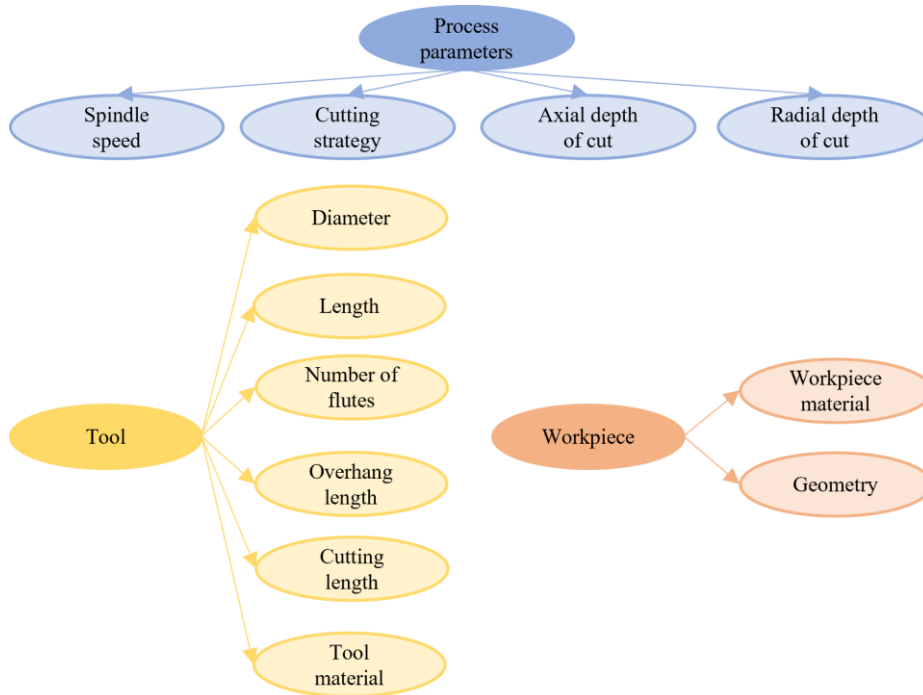 Process
parameters
Spindle
speed
Cutting
strategy
Axial depth
of cut
Radial depth
of cut
Diameter
Length
Number of
flutes
Tool
Overhang
length
Cutting
length
Tool
material
Workpiece
Workpiece
material
Geometry